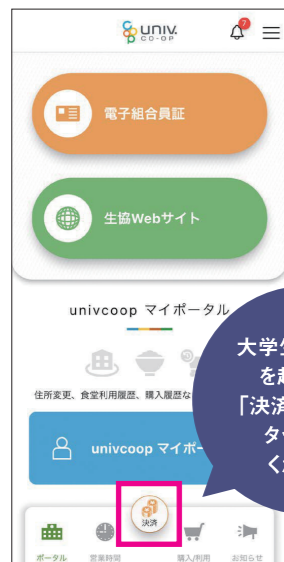 UNIV.
CO-OP
7
電子組合員証
生協Webサイト
univcoop マイポータル
住所変更、食堂利用履歴、購入履歴な
univcoop マイポー
大学生
を起
「決済
タッ
くだ
決済
ポータル
営業時間
購入/利用
お知らせ